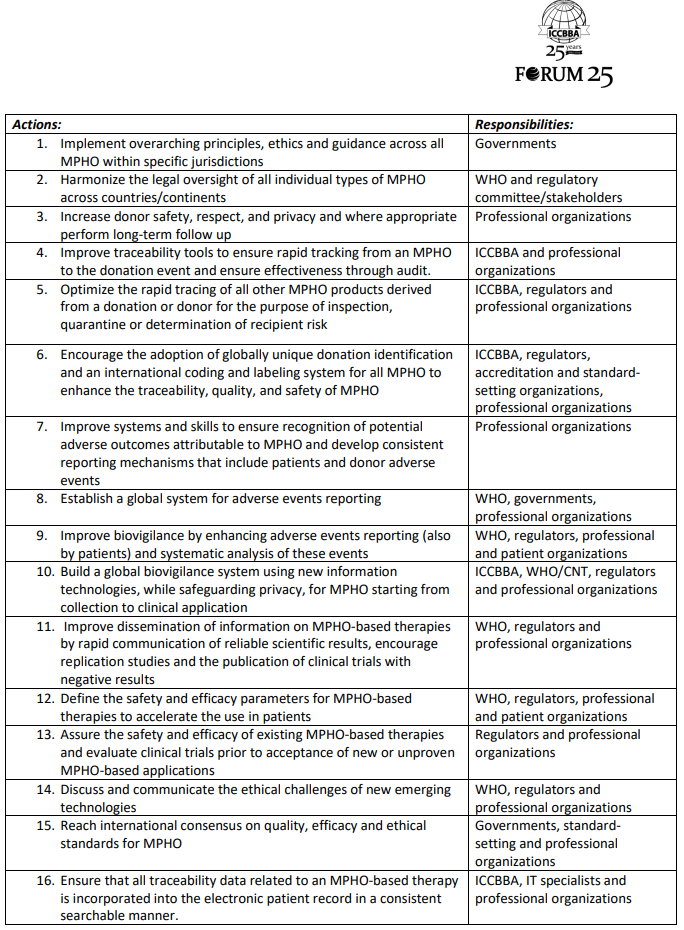 ICCBBA
25 years
FORUM 25
Actions:
Responsibilities:
1. Implement overarching principles, ethics and guidance across all
MPHO within specific jurisdictions
Governments
2. Harmonize the legal oversight of all individual types of MPHO
across countries/continents
WHO and regulatory
committee/stakeholders
3. Increase donor safety, respect, and privacy and where appropriate
perform long-term follow up
Professional organizations
4. Improve traceability tools to ensure rapid tracking from an MPHO
to the donation event and ensure effectiveness through audit.
ICCBBA and professional
organizations
5. Optimize the rapid tracing of all other MPHO products derived
from a donation or donor for the purpose of inspection,
quarantine or determination of recipient risk
ICCBBA, regulators and
professional organizations
6. Encourage the adoption of globally unique donation identification
and an international coding and labeling system for all MPHO to
enhance the traceability, quality, and safety of MPHO
ICCBBA, regulators,
accreditation and standard-
setting organizations,
professional organizations
7. Improve systems and skills to ensure recognition of potential
adverse outcomes attributable to MPHO and develop consistent
reporting mechanisms that include patients and donor adverse
events
Professional organizations
8. Establish a global system for adverse events reporting
WHO, governments,
professional organizations
9. Improve biovigilance by enhancing adverse events reporting (also
by patients) and systematic analysis of these events
WHO, regulators, professional
and patient organizations
10. Build a global biovigilance system using new information
technologies, while safeguarding privacy, for MPHO starting from
collection to clinical application
ICCBBA, WHO/CNT, regulators
and professional organizations
11. Improve dissemination of information on MPHO-based therapies
by rapid communication of reliable scientific results, encourage
replication studies and the publication of clinical trials with
negative results
WHO, regulators and
professional organizations
12. Define the safety and efficacy parameters for MPHO-based
therapies to accelerate the use in patients
WHO, regulators, professional
and patient organizations
13. Assure the safety and efficacy of existing MPHO-based therapies
and evaluate clinical trials prior to acceptance of new or unproven
MPHO-based applications
Regulators and professional
organizations
14. Discuss and communicate the ethical challenges of new emerging
technologies
WHO, regulators and
professional organizations
15. Reach international consensus on quality, efficacy and ethical
standards for MPHO
Governments, standard-
setting and professional
organizations
16. Ensure that all traceability data related to an MPHO-based therapy
is incorporated into the electronic patient record in a consistent
searchable manner.
ICCBBA, IT specialists and
professional organizations